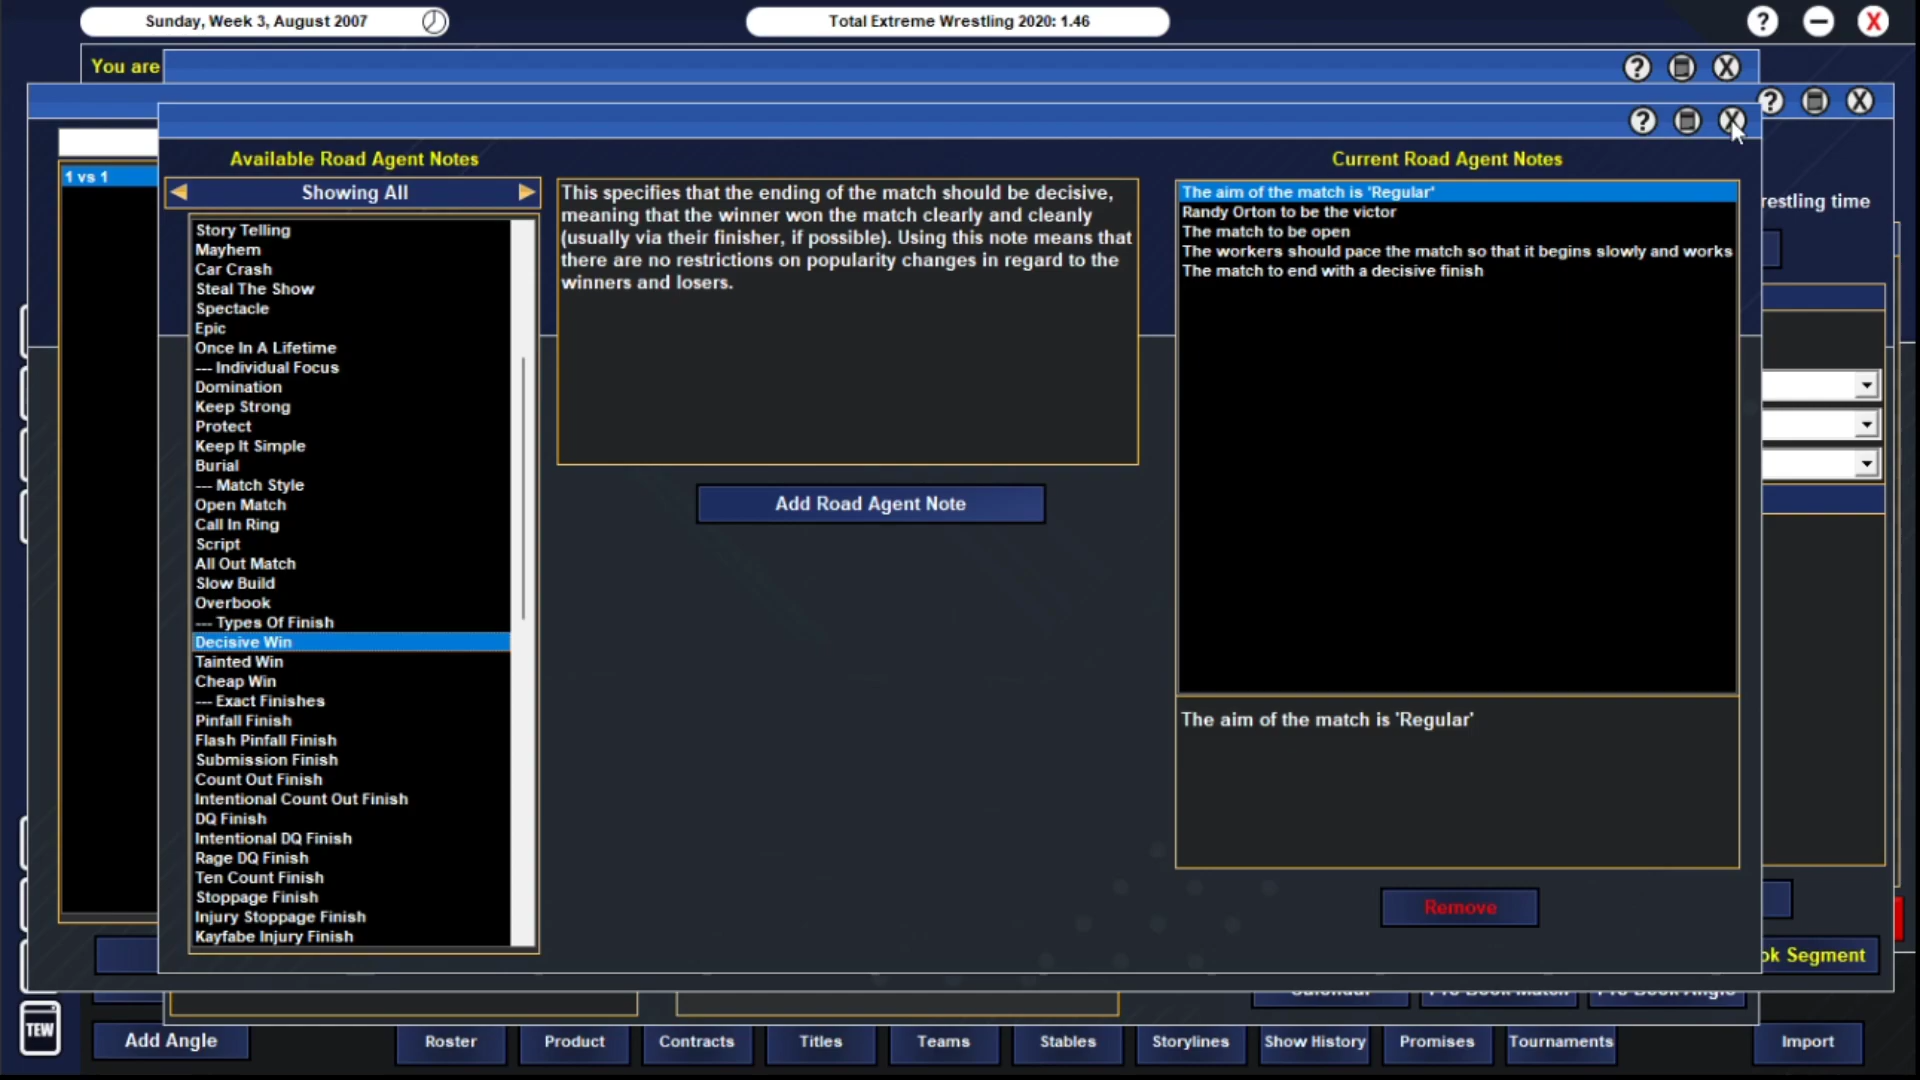 Sunday, Week 3, August 2007
Total Extreme Wrestling 2020: 1.46
?
X
You are
?
X
?
X
?
X
Available Road Agent Notes
Showing All
Story Telling
Mayhem
Car Crash
Steal The Show
Spectacle
Epic
Once In A Lifetime
--- Individual Focus
Domination
Keep Strong
Protect
Keep It Simple
Burial
--- Match Style
Open Match
Call In Ring
Script
All Out Match
Slow Build
Overbook
--- Types Of Finish
Decisive Win
Tainted Win
Cheap Win
--- Exact Finishes
Pinfall Finish
Flash Pinfall Finish
Submission Finish
Count Out Finish
Intentional Count Out Finish
DQ Finish
Intentional DQ Finish
Rage DQ Finish
Ten Count Finish
Stoppage Finish
Injury Stoppage Finish
Kayfabe Injury Finish
1 vs 1
This specifies that the ending of the match should be decisive,
meaning that the winner won the match clearly and cleanly
(usually via their finisher, if possible). Using this note means that
there are no restrictions on popularity changes in regard to the
winners and losers.
Add Road Agent Note
Current Road Agent Notes
The aim of the match is 'Regular'
Randy Orton to be the victor
The match to be open
The workers should pace the match so that it begins slowly and works
The match to end with a decisive finish
The aim of the match is 'Regular'
Remove
restling time
ok Segment
Calendar
Pre Book Match
Pre Book Angle
TEW
Add Angle
Roster
Product
Contracts
Titles
Teams
Stables
Storylines
Show History
Promises
Tournaments
Import